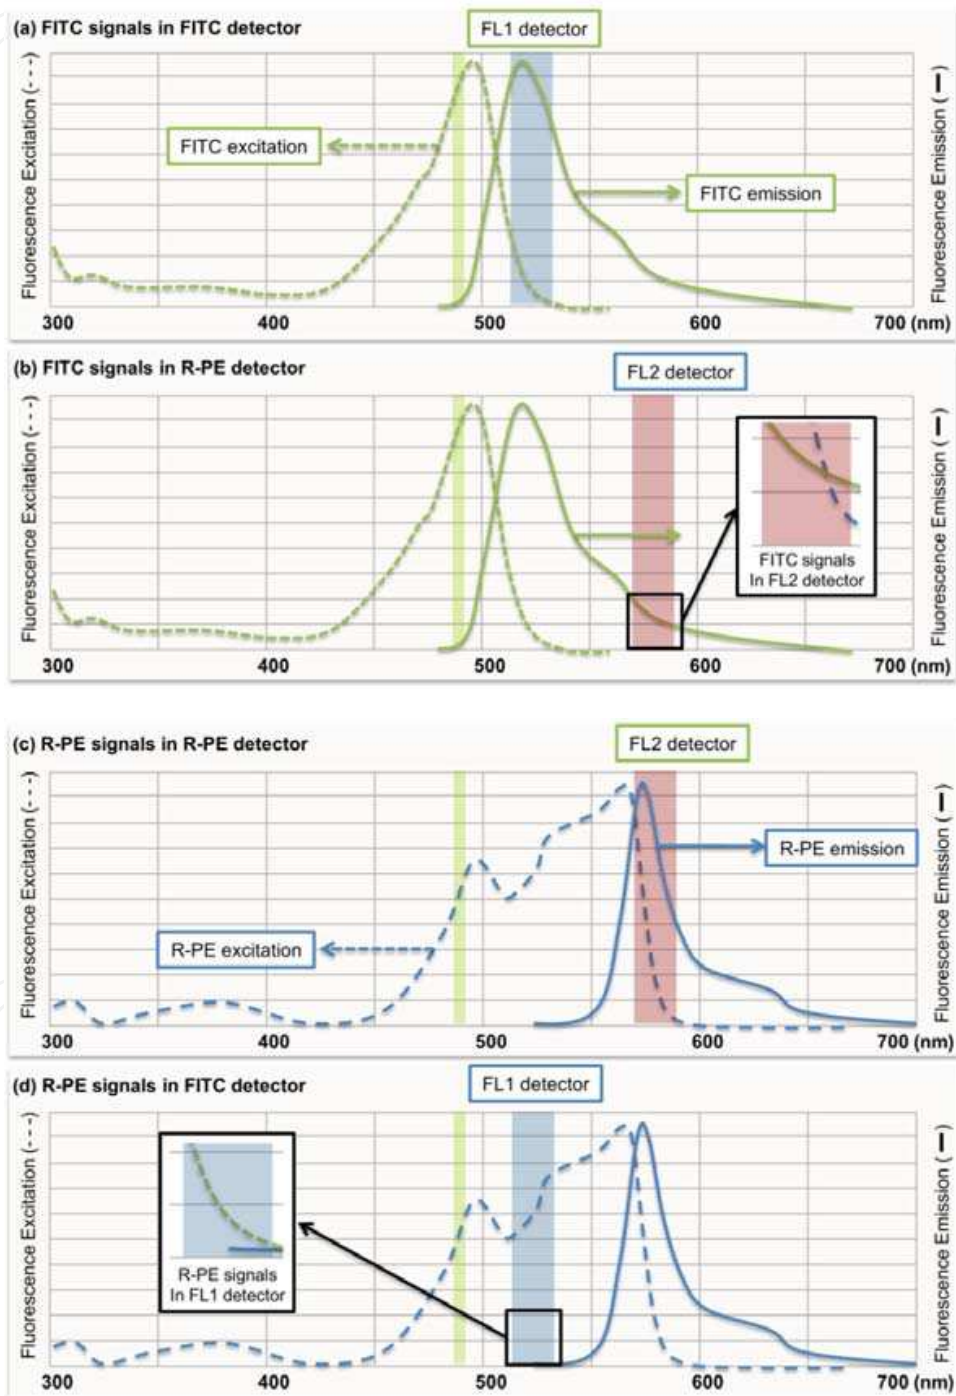 (a) FITC signals in FITC detector
FL1 detector
Fluorescence Excitation (- - -)
FITC excitation
FITC emission
Fluorescence Emission (—)
300 400 500 600 700 (nm)
(b) FITC signals in R-PE detector
FL2 detector
Fluorescence Excitation (- - -)
FITC signals
In FL2 detector
Fluorescence Emission (—)
300 400 500 600 700 (nm)
(c) R-PE signals in R-PE detector
FL2 detector
Fluorescence Excitation (- - -)
R-PE emission
R-PE excitation
Fluorescence Emission (—)
300 400 500 600 700 (nm)
(d) R-PE signals in FITC detector
FL1 detector
Fluorescence Excitation (- - -)
R-PE signals
In FL1 detector
Fluorescence Emission (—)
300 400 500 600 700 (nm)